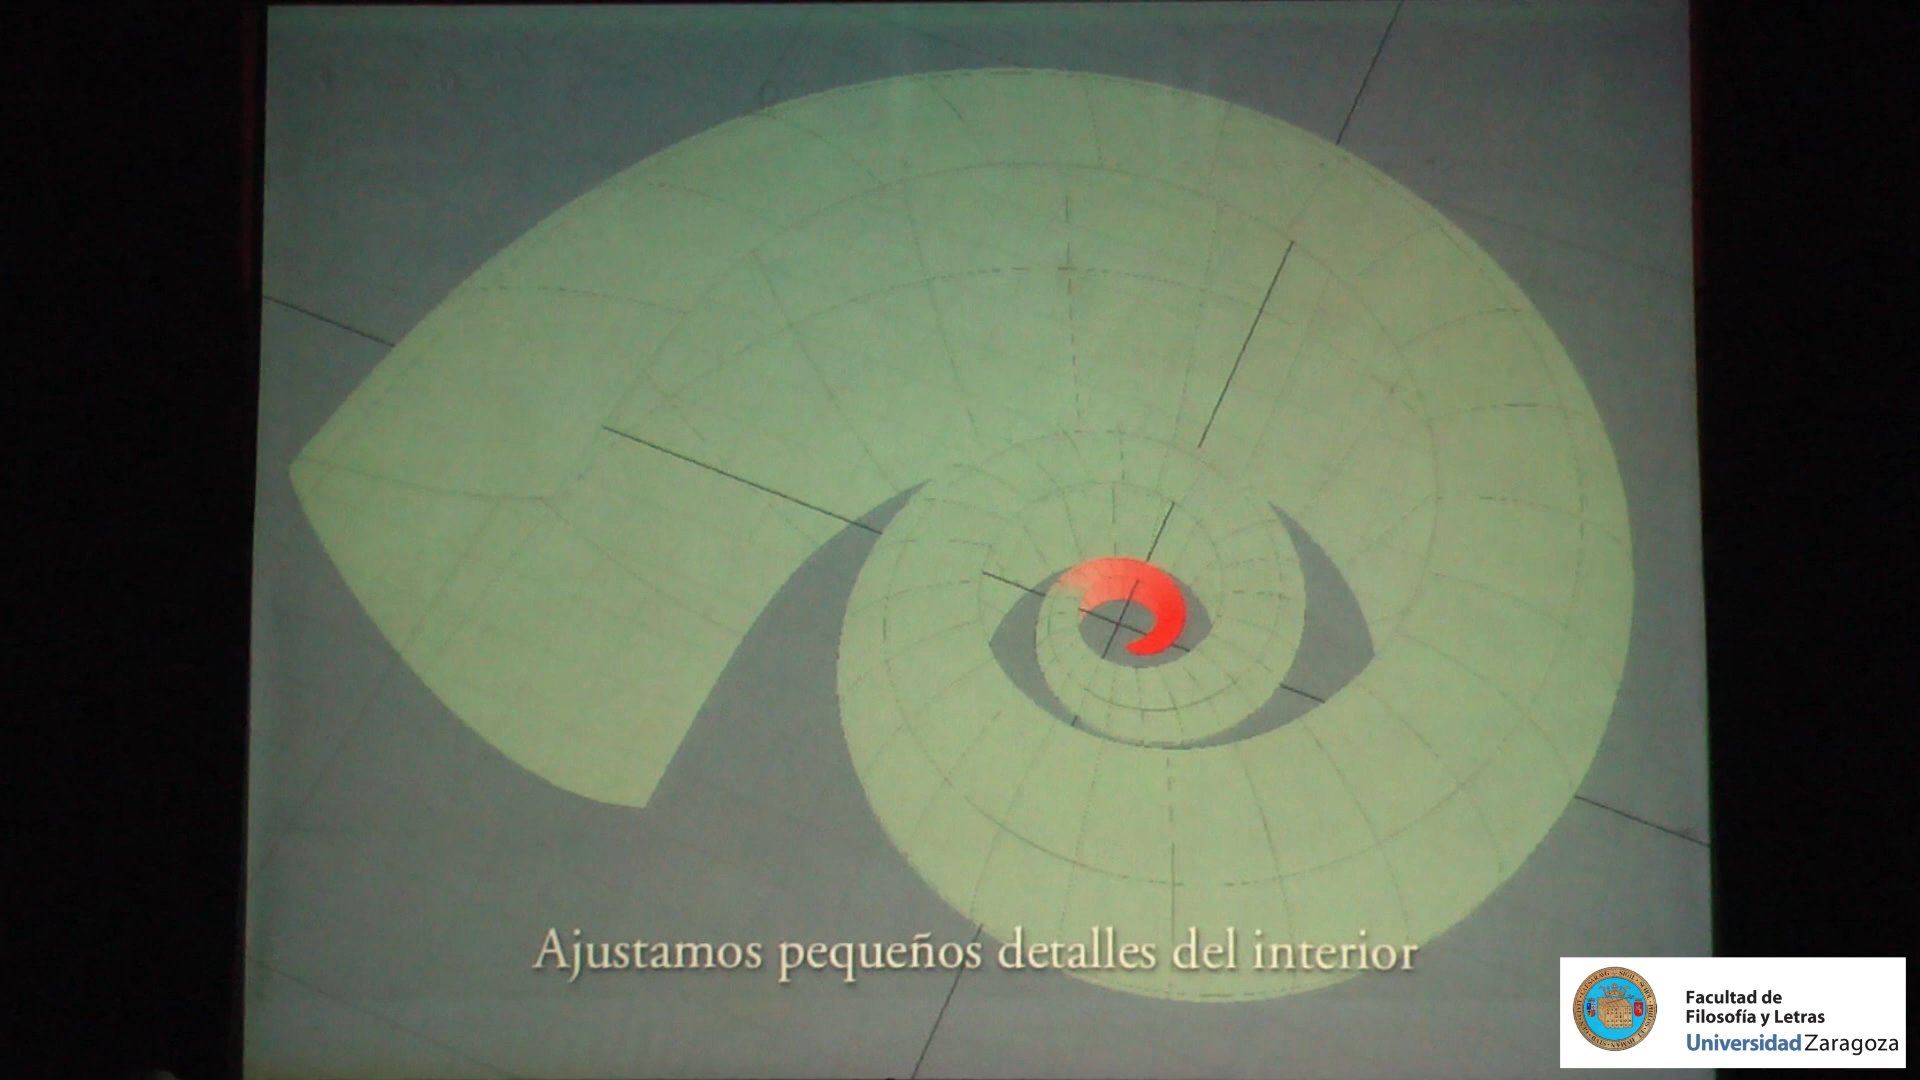 Ajustamos pequeños detalles del interior
Facultad de
Filosofía y Letras
Universidad Zaragoza